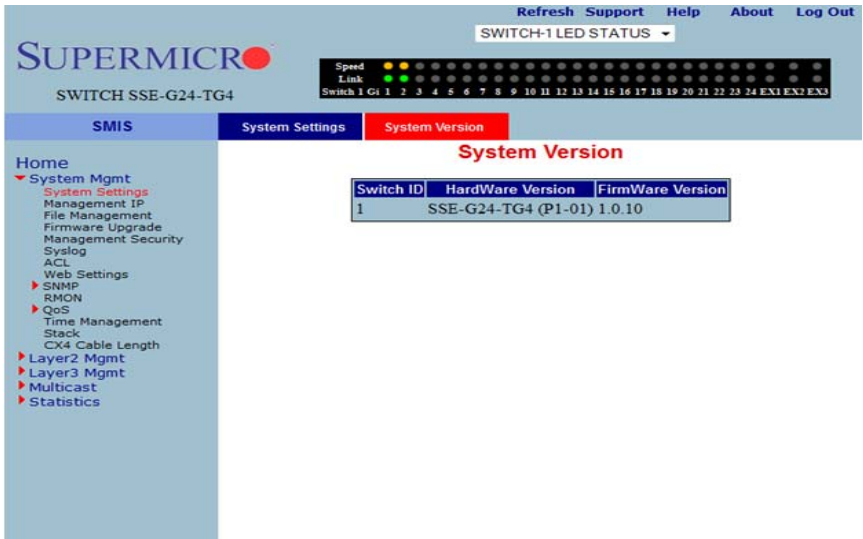 Refresh Support Help About Log Out
SWITCH-1 LED STATUS
SUPERMICRO
SWITCH SSE-G24-TG4
Speed
Link
Switch 1 Gi 1 2 3 4 5 6 7 8 9 10 11 12 13 14 15 16 17 18 19 20 21 22 23 24 EX1 EX2 EX3
SMIS
System Settings
System Version
Home
System Mgmt
System Settings
Management IP
File Management
Firmware Upgrade
Management Security
Syslog
ACL
Web Settings
SNMP
RMON
QoS
Time Management
Stack
CX4 Cable Length
Layer2 Mgmt
Layer3 Mgmt
Multicast
Statistics
System Version
Switch ID HardWare Version FirmWare Version
1 SSE-G24-TG4 (P1-01) 1.0.10